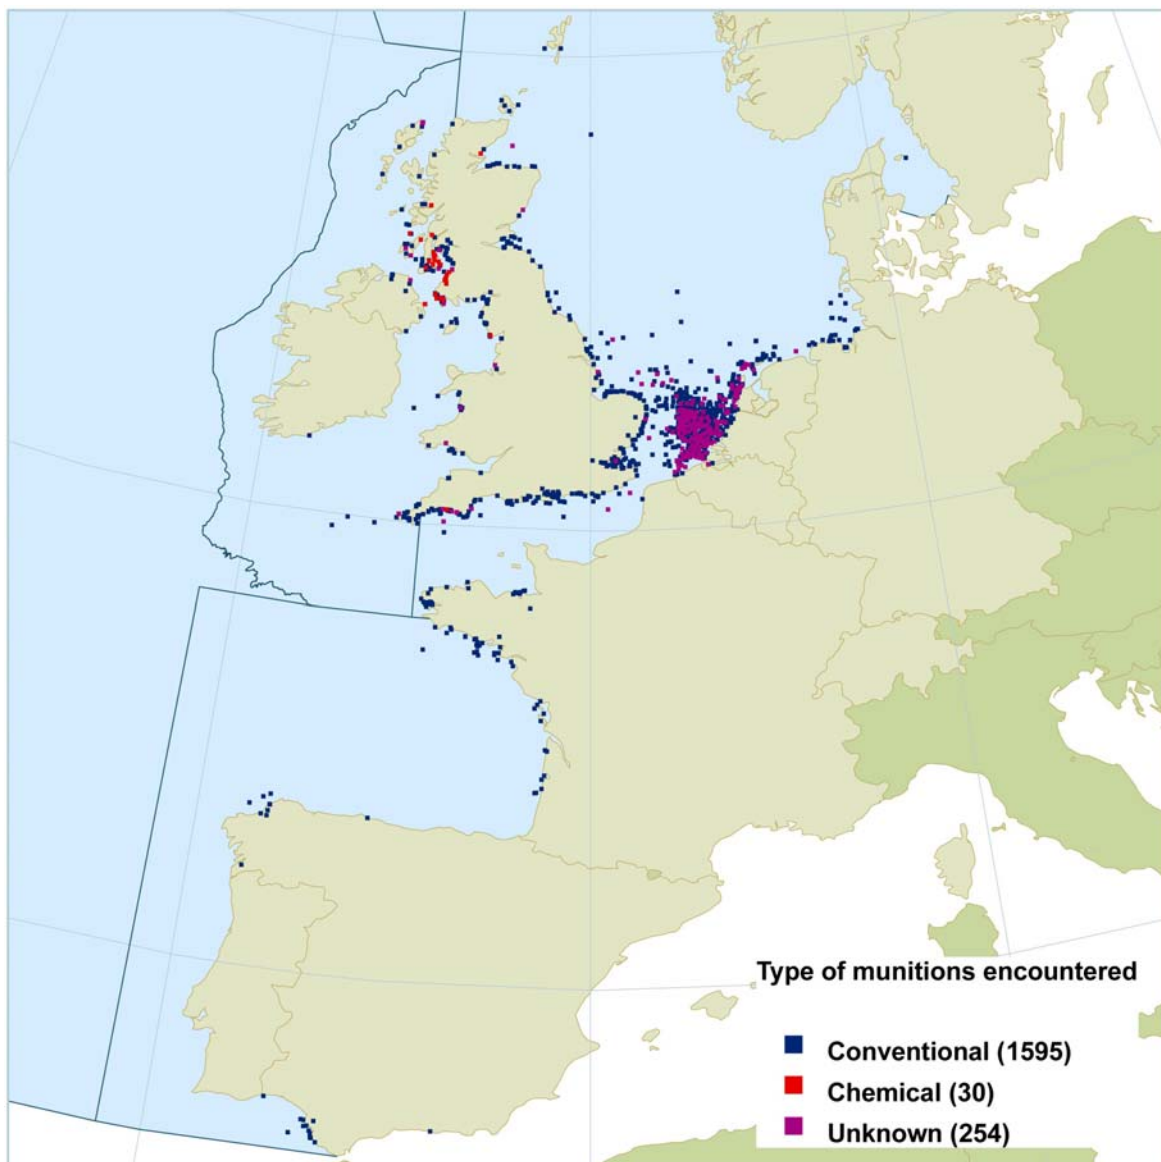 Type of munitions encountered
Conventional (1595)
Chemical (30)
Unknown (254)